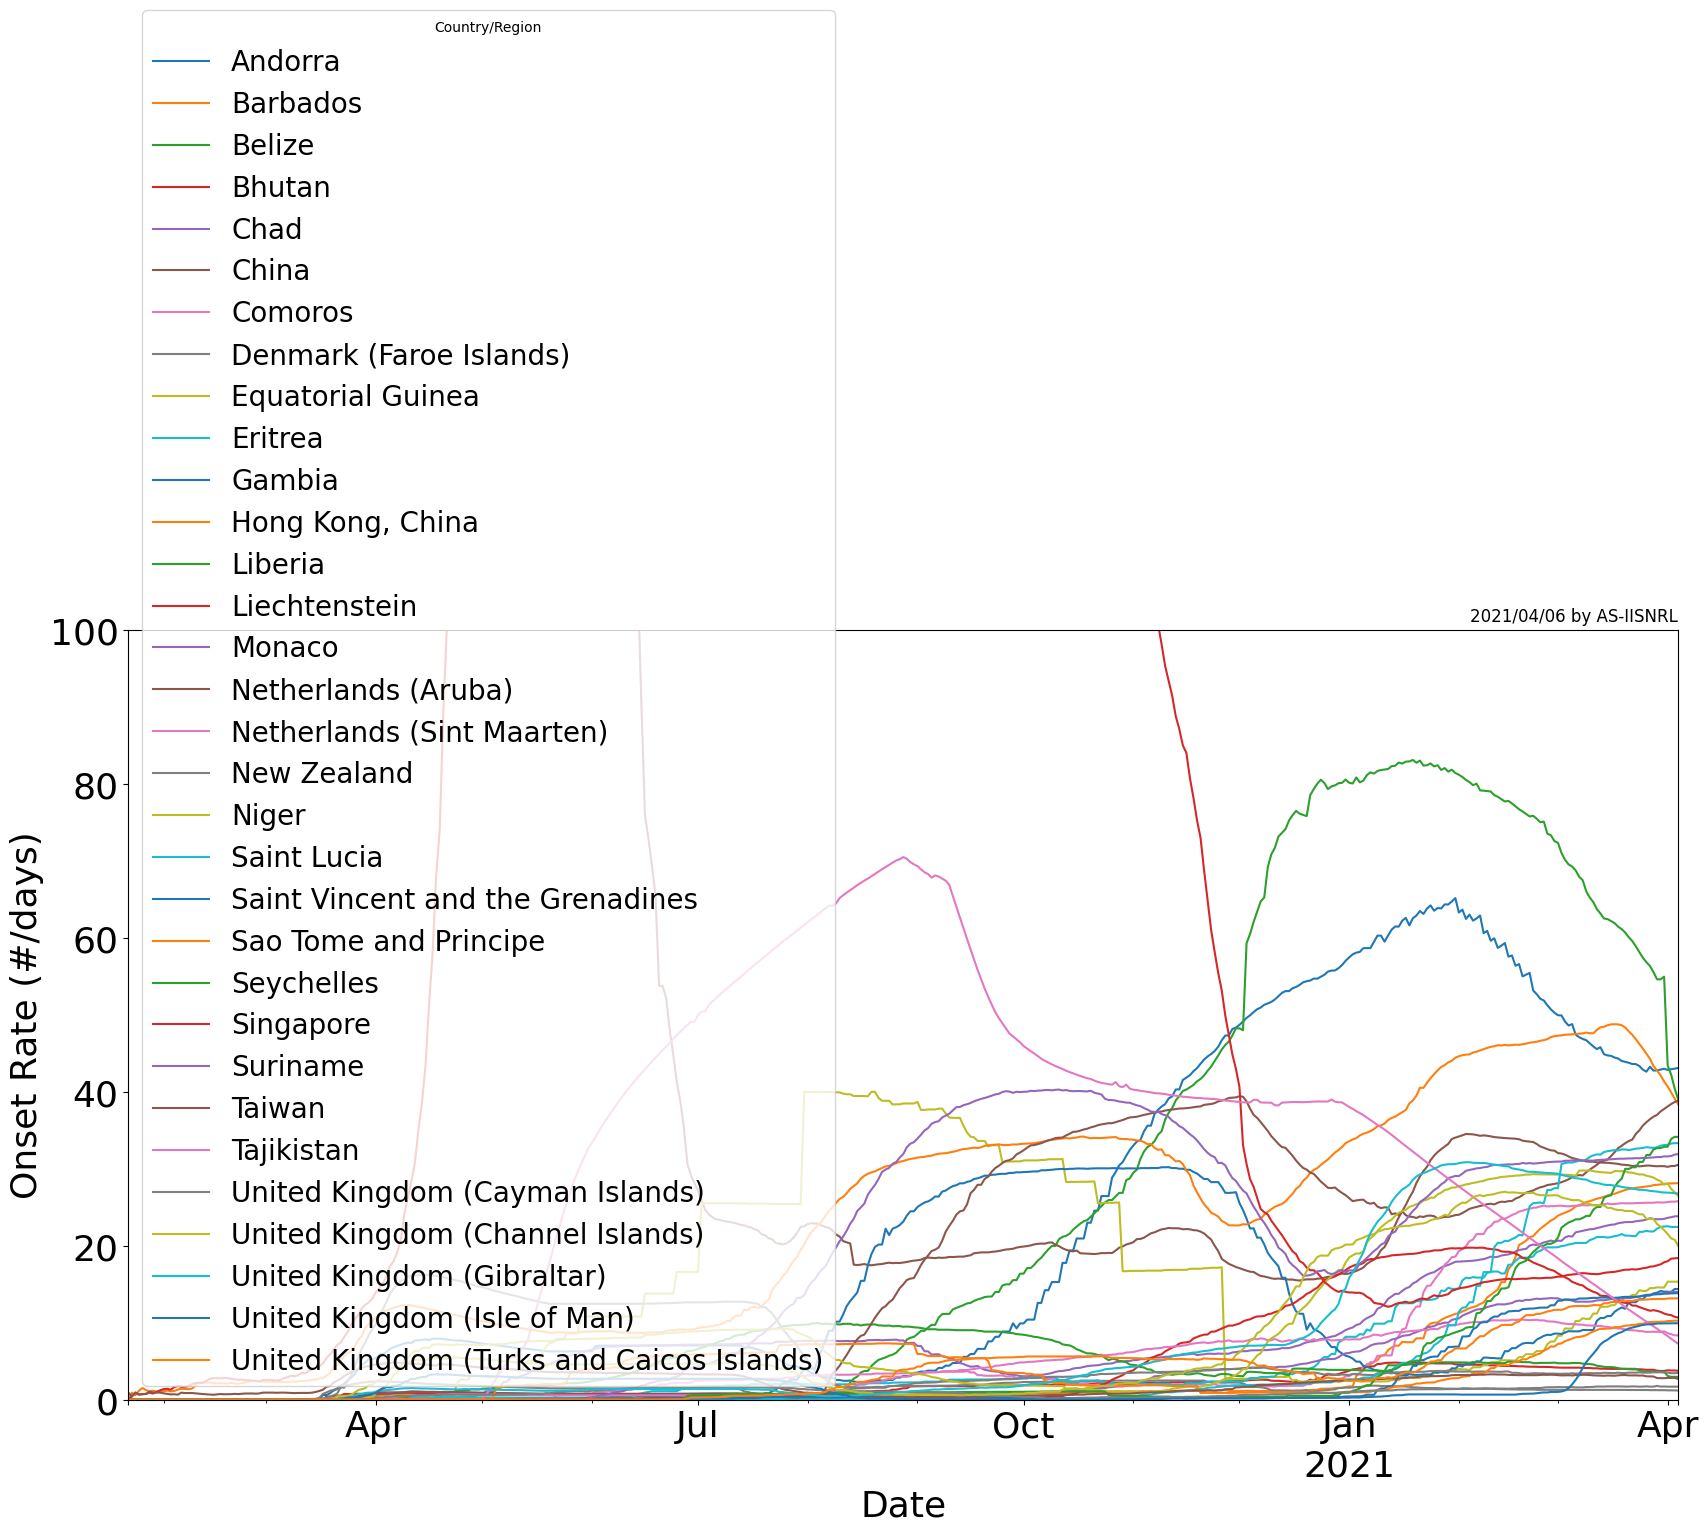 Country/Region
Andorra
Barbados
Belize
Bhutan
Chad
China
Comoros
Denmark (Faroe Islands)
Equatorial Guinea
Eritrea
Gambia
Hong Kong, China
Liberia
Liechtenstein
Monaco
Netherlands (Aruba)
Netherlands (Sint Maarten)
New Zealand
Niger
Saint Lucia
Saint Vincent and the Grenadines
Sao Tome and Principe
Seychelles
Singapore
Suriname
Taiwan
Tajikistan
United Kingdom (Cayman Islands)
United Kingdom (Channel Islands)
United Kingdom (Gibraltar)
United Kingdom (Isle of Man)
United Kingdom (Turks and Caicos Islands)
2021/04/06 by AS-IISNRL
100
80
60
40
20
0
Onset Rate (#/days)
Apr
Jul
Oct
Jan
2021
Apr
Date